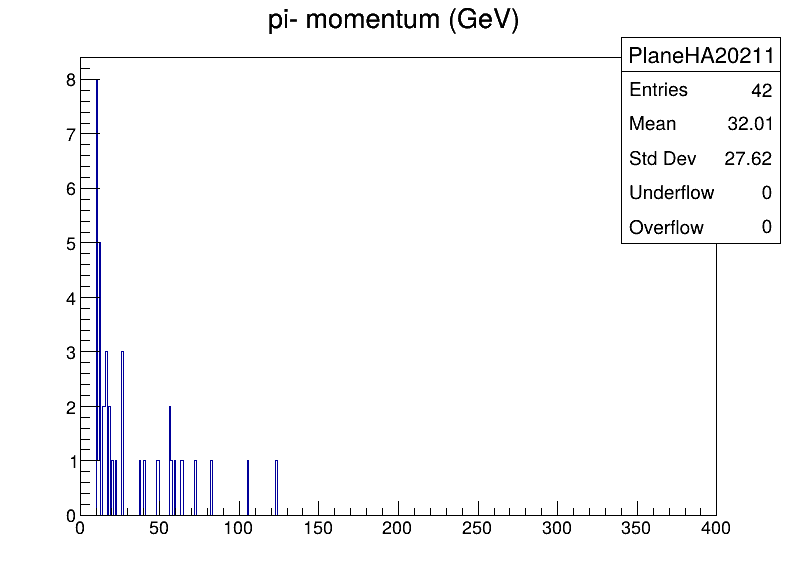 pi- momentum (GeV)
PlaneHA20211
Entries 42
Mean 32.01
Std Dev 27.62
Underflow 0
Overflow 0
8
7
6
5
4
3
2
1
0
0 50 100 150 200 250 300 350 400